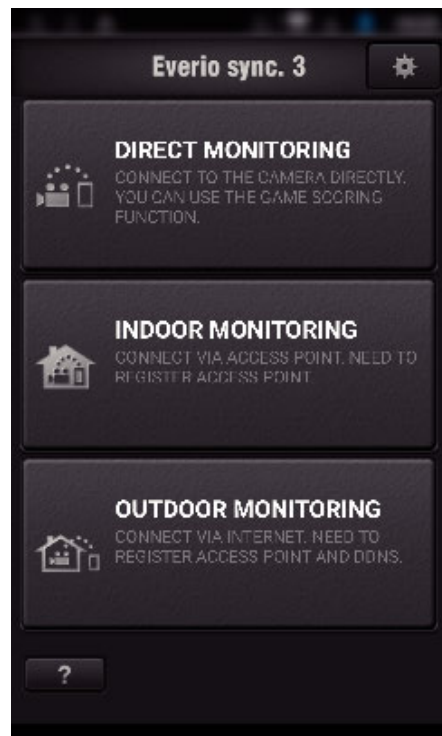 Everio sync. 3
DIRECT MONITORING
CONNECT TO THE CAMERA DIRECTLY.
YOU CAN USE THE GAME SCORING
FUNCTION.
INDOOR MONITORING
CONNECT VIA ACCESS POINT. NEED TO
REGISTER ACCESS POINT.
OUTDOOR MONITORING
CONNECT VIA INTERNET. NEED TO
REGISTER ACCESS POINT AND DDNS.
?